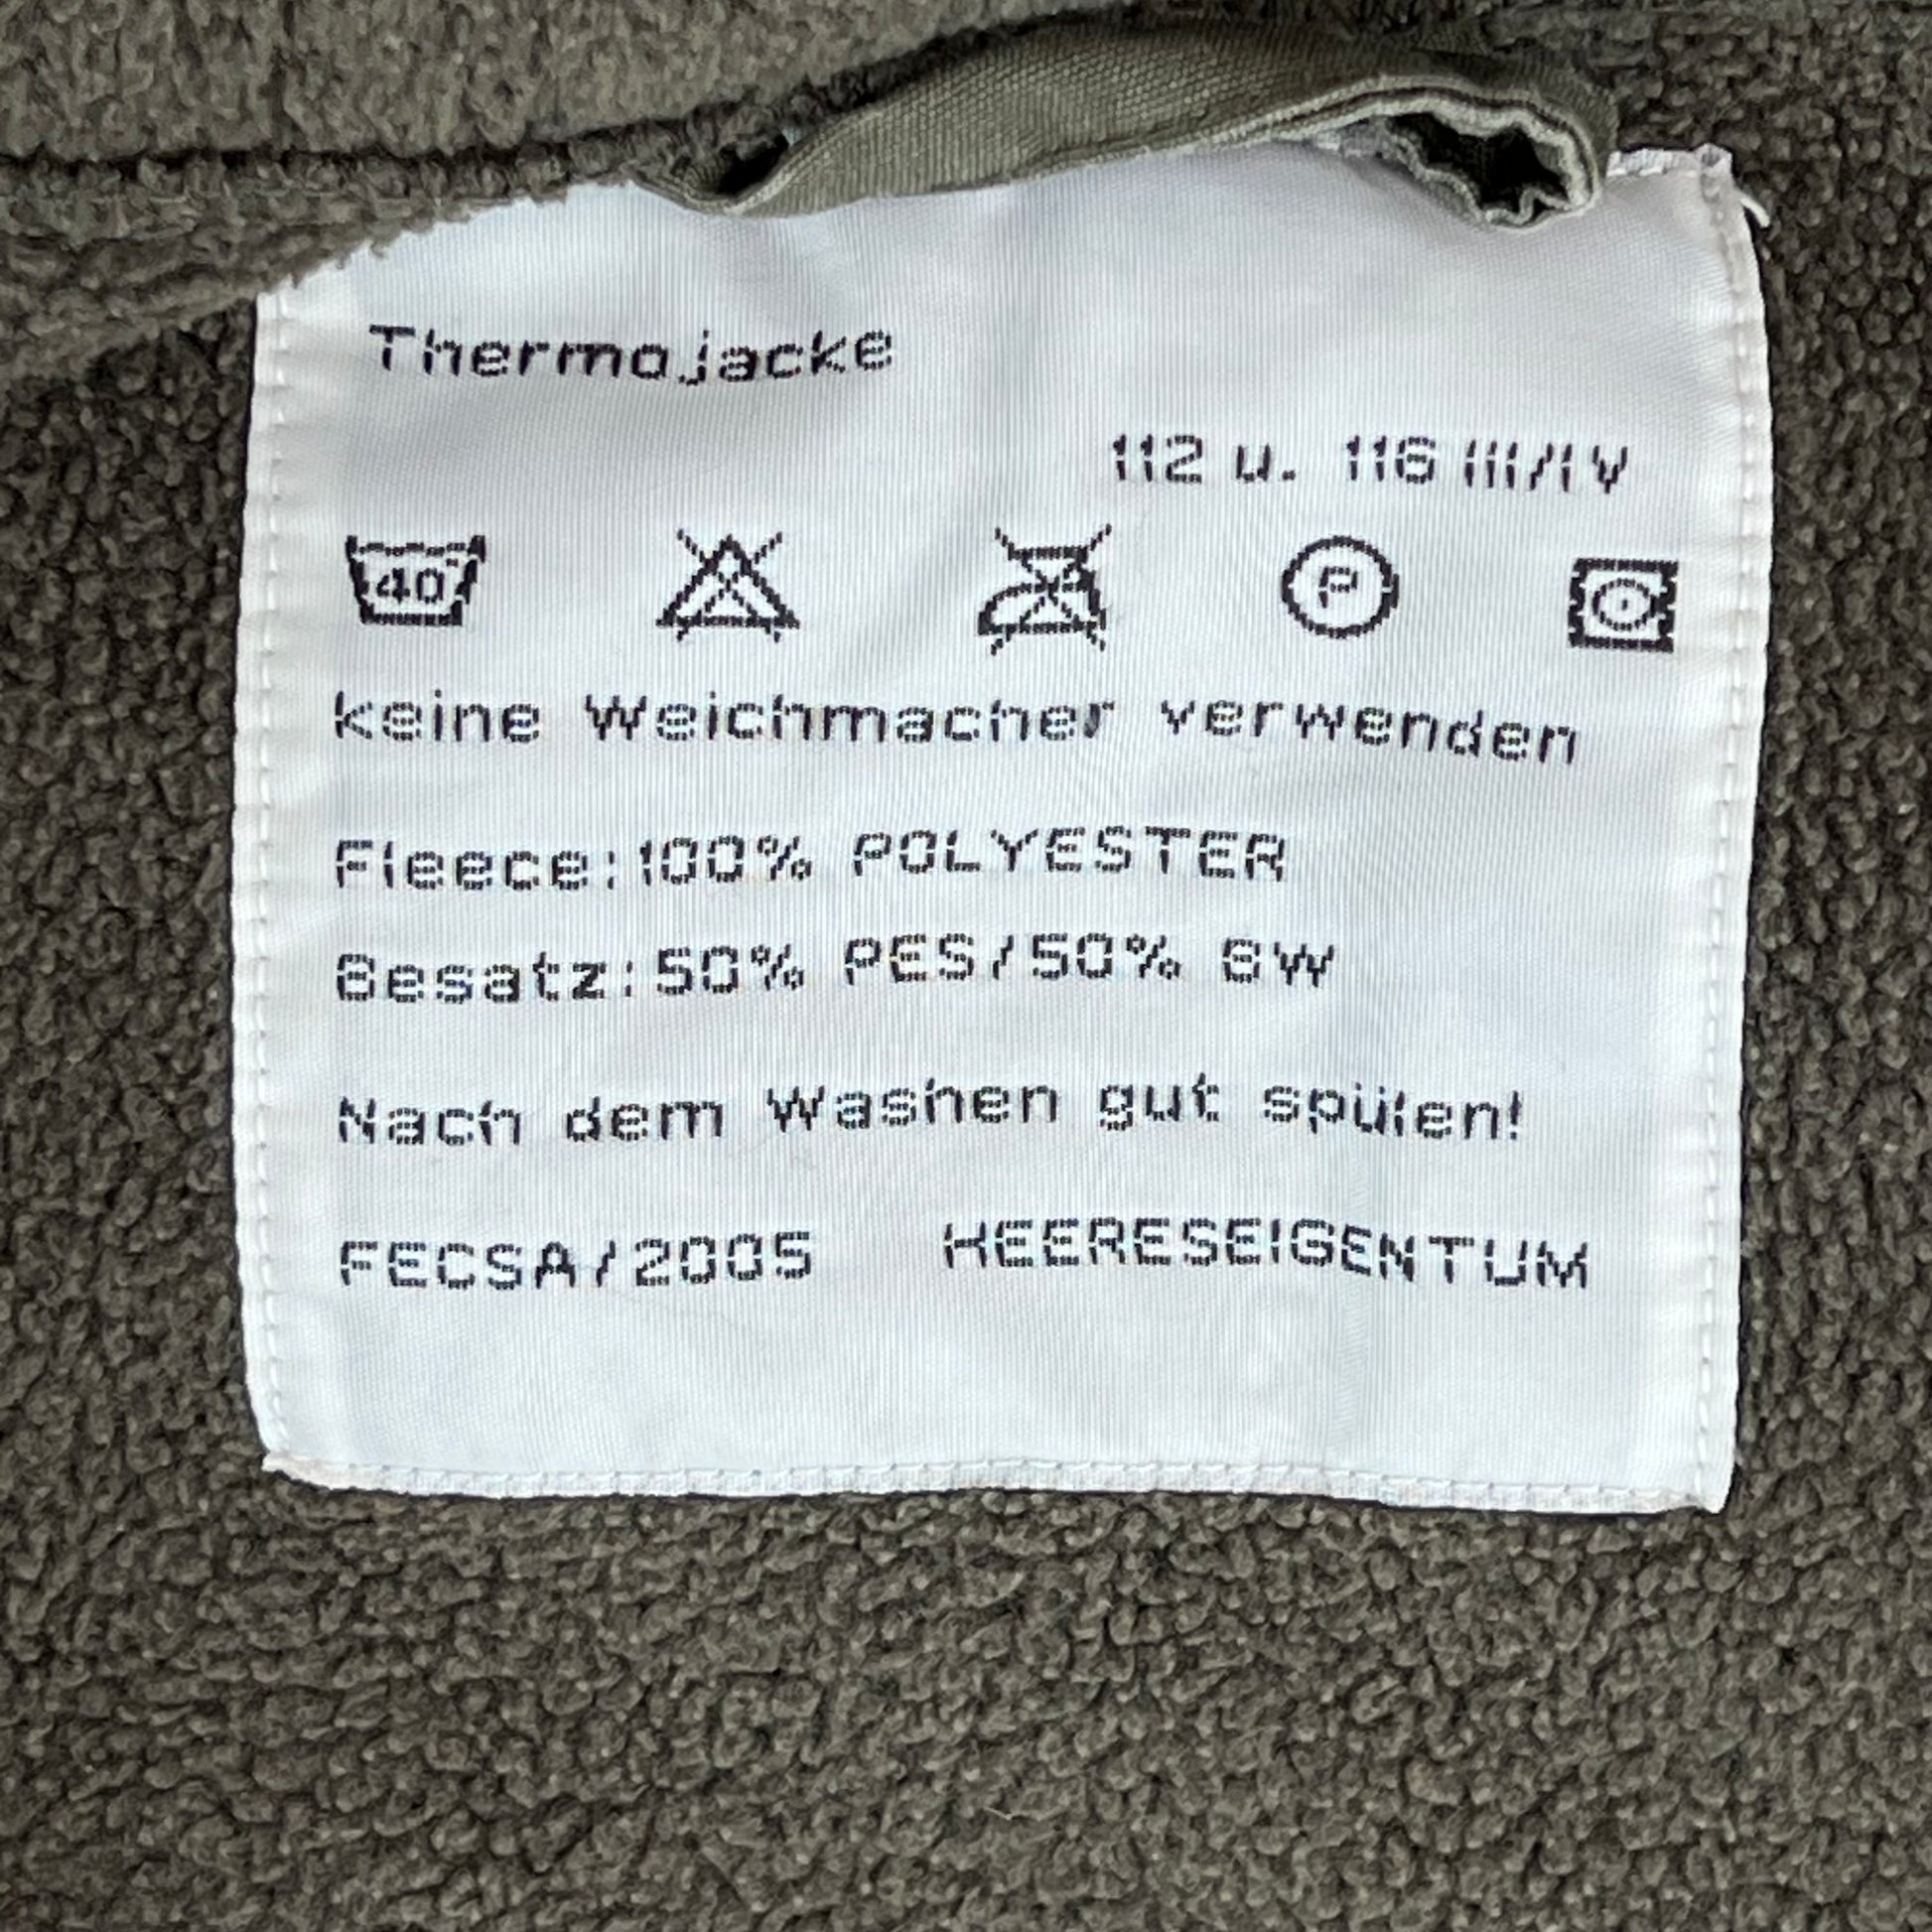 Thermojacke
112 u. 116 III/IV
40°
P
keine Weichmacher verwenden
Fleece:100% POLYESTER
Besatz:50% PES/50% BW
Nach dem Washen gut spülen!
FECSA/2005 HEERESEIGENTUM